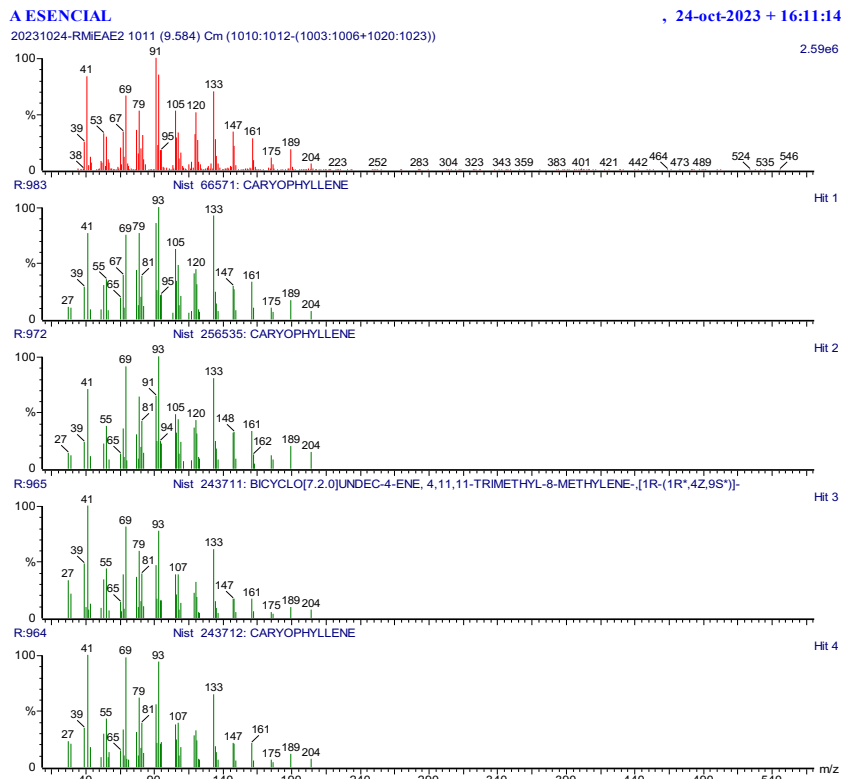 A ESENCIAL , 24-oct-2023 + 16:11:14
20231024-RMiEAE2 1011 (9.584) Cm (1010:1012-(1003:1006+1020:1023))
2.59e6
100
%
0
38 39 41 53 67 69 79 91 95 105 120 133 147 161 175 189 204 223 252 283 304 323 343 359 383 401 421 442 464 473 489 524 535 546
R:983 Nist 66571: CARYOPHYLLENE Hit 1
100
%
0
27 39 41 55 65 67 69 79 81 93 95 105 120 133 147 161 175 189 204
R:972 Nist 256535: CARYOPHYLLENE Hit 2
100
%
0
27 39 41 55 65 69 81 91 93 94 105 120 133 148 161 162 189 204
R:965 Nist 243711: BICYCLO[7.2.0]UNDEC-4-ENE, 4,11,11-TRIMETHYL-8-METHYLENE-,[1R-(1R*,4Z,9S*)]- Hit 3
100
%
0
27 39 41 55 65 69 79 81 93 107 133 147 161 175 189 204
R:964 Nist 243712: CARYOPHYLLENE Hit 4
100
%
0
27 39 41 55 65 69 79 81 93 107 133 147 161 175 189 204
m/z